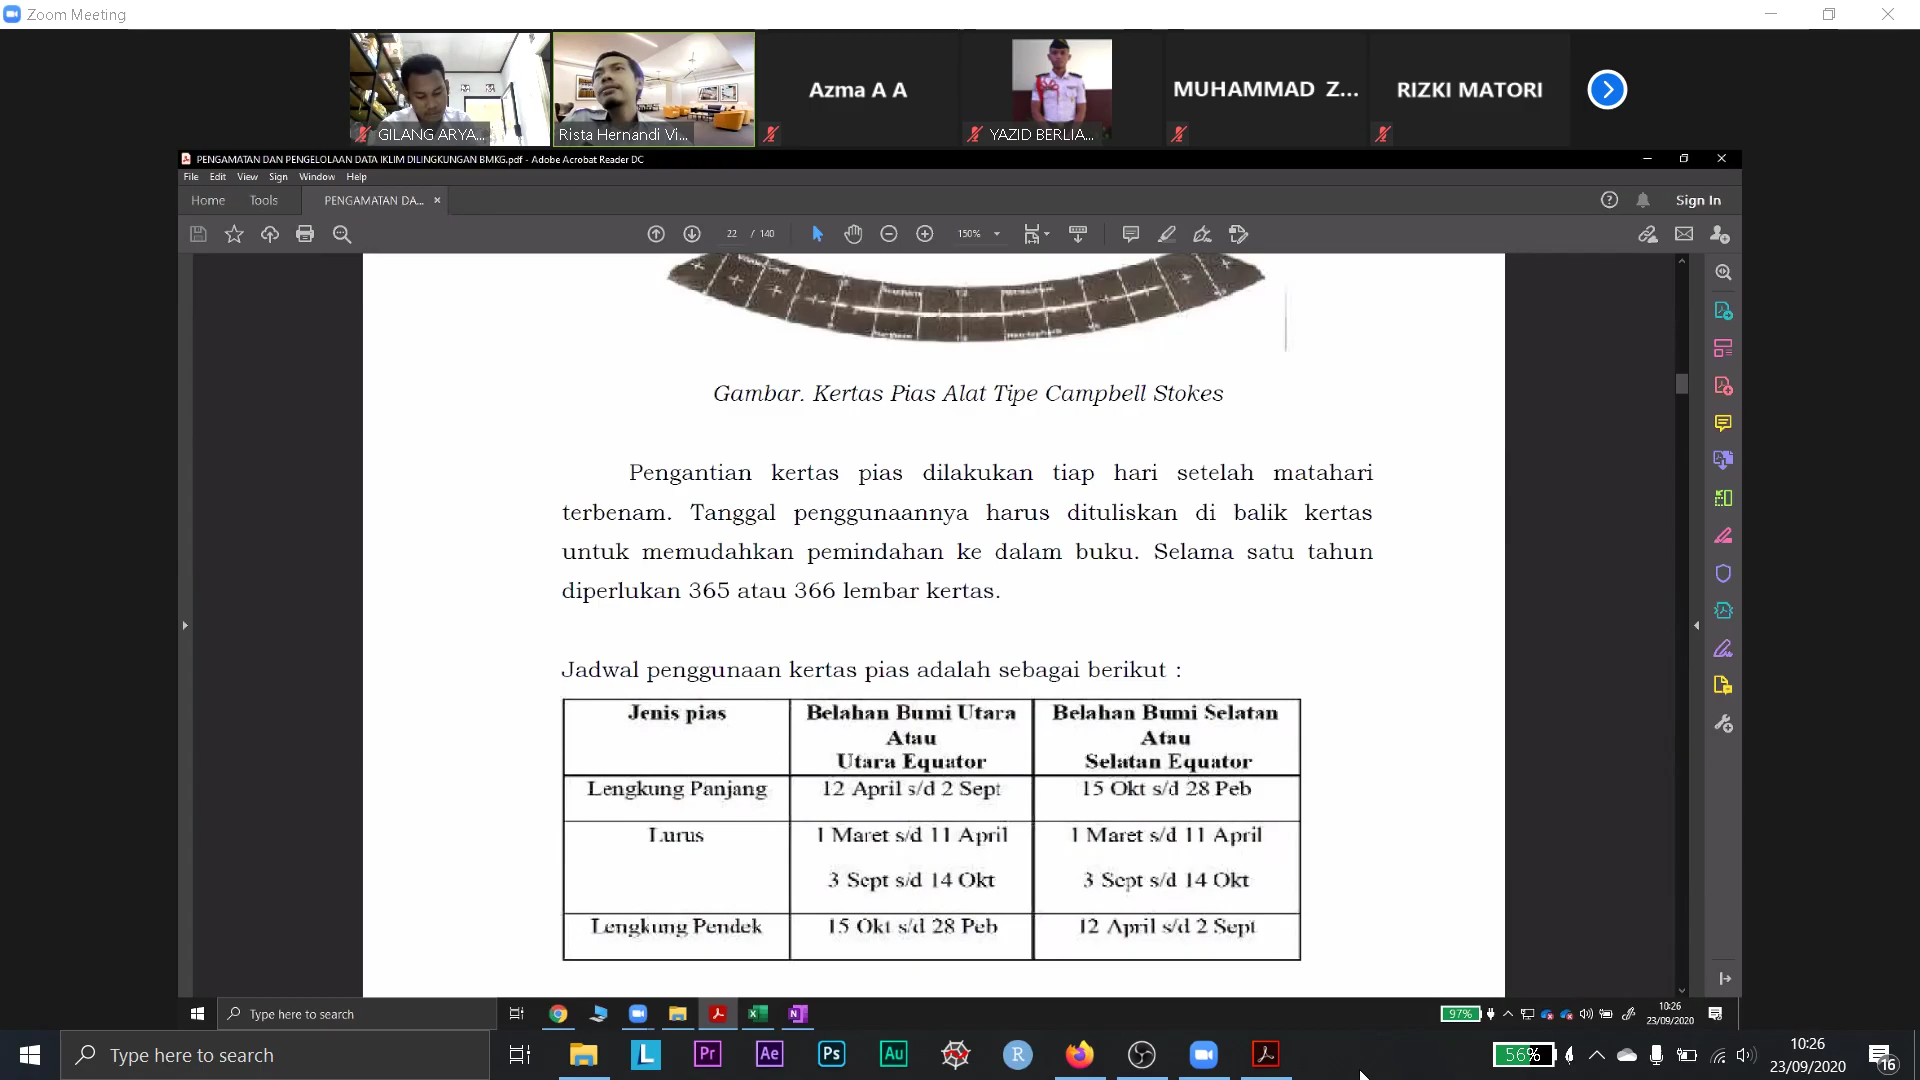 Zoom Meeting
GILANG ARYA...
Rista Hernandi Vi...
Azma A A
YAZID BERLIA...
MUHAMMAD Z...
RIZKI MATORI
PENGAMATAN DAN PENGELOLAAN DATA IKLIM DILINGKUNGAN BMKG.pdf - Adobe Acrobat Reader DC
File Edit View Sign Window Help
Home Tools PENGAMATAN DA... × Sign In
22 / 140 150%
Gambar. Kertas Pias Alat Tipe Campbell Stokes
Pengantian kertas pias dilakukan tiap hari setelah matahari
terbenam. Tanggal penggunaannya harus dituliskan di balik kertas
untuk memudahkan pemindahan ke dalam buku. Selama satu tahun
diperlukan 365 atau 366 lembar kertas.
Jadwal penggunaan kertas pias adalah sebagai berikut :
Jenis pias Belahan Bumi Utara Belahan Bumi Selatan
Atau Atau
Utara Equator Selatan Equator
Lengkung Panjang 12 April s/d 2 Sept 15 Okt s/d 28 Peb
Lurus 1 Maret s/d 11 April 1 Maret s/d 11 April
3 Sept s/d 14 Okt 3 Sept s/d 14 Okt
Lengkung Pendek 15 Okt s/d 28 Peb 12 April s/d 2 Sept
Type here to search 97% 10:26
23/09/2020
Type here to search L Pr Ae Ps Au R 56% 10:26
23/09/2020 16